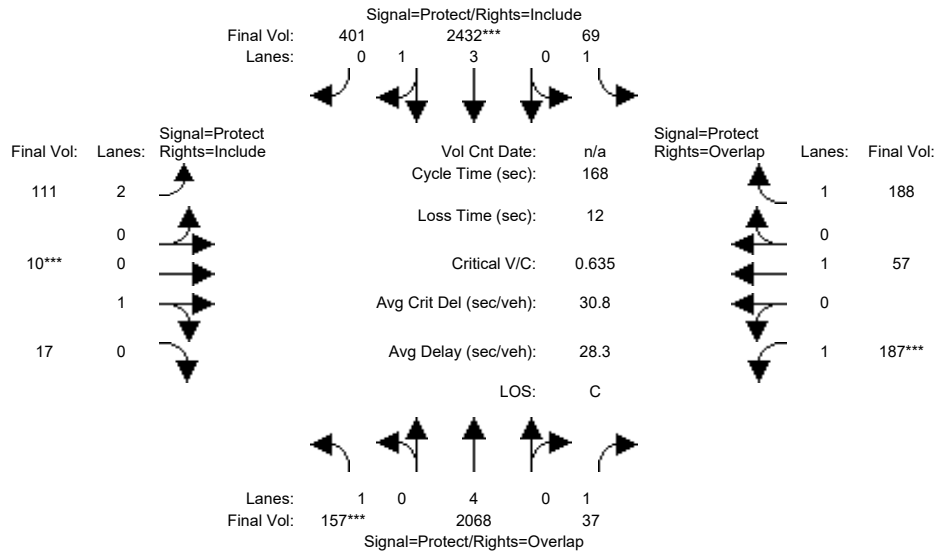 Signal=Protect/Rights=Include
Final Vol: 401 2432*** 69
Lanes: 0 1 3 0 1
Signal=Protect
Final Vol: Lanes: Rights=Include
Vol Cnt Date: n/a
Signal=Protect
Rights=Overlap Lanes: Final Vol:
Cycle Time (sec): 168
111 2
1 188
Loss Time (sec): 12
0
0
10*** 0
Critical V/C: 0.635
1 57
1
Avg Crit Del (sec/veh): 30.8
0
17 0
Avg Delay (sec/veh): 28.3
1 187***
LOS: C
Lanes: 1 0 4 0 1
Final Vol: 157*** 2068 37
Signal=Protect/Rights=Overlap